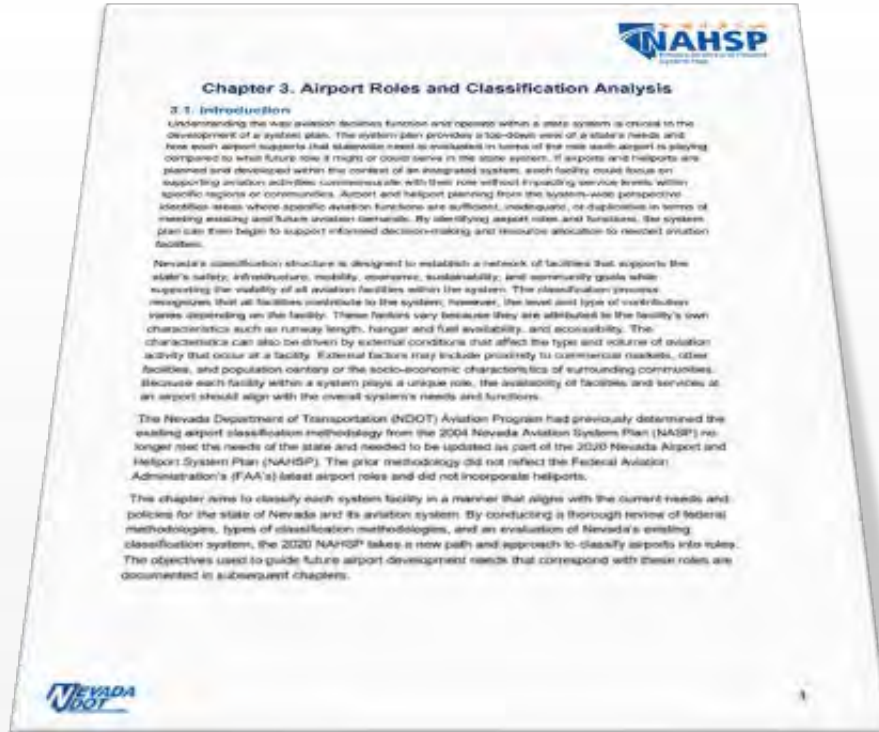 NAHSP
Chapter 3. Airport Roles and Classification Analysis
3.1. Introduction
Understanding the way aviation facilities function and operate within a state system is crucial to the
development of a system plan. The system plan provides a top-down view of a state's needs and
how each airport supports that statewide need is evaluated in terms of the role each airport is playing
compared to what future role it might or could serve in the state system. If airports and heliports are
planned and developed within the context of an integrated system, each facility could focus on
supporting aviation activities commensurate with their role without impacting service levels within
specific regions or communities. Airport and heliport planning from the system-wide perspective
identifies areas where specific aviation functions are sufficient, inadequate, or duplicative in terms of
meeting existing and future aviation demands. By identifying airport roles and functions, the system
plan can then begin to support informed decision-making and resource allocation to needed aviation
facilities.
Nevada's classification structure is designed to establish a network of facilities that supports the
state's safety, infrastructure, mobility, economic, sustainability, and community goals while
supporting the viability of all aviation facilities within the system. The classification process
recognizes that all facilities contribute to the system; however, the level and type of contribution
varies depending on the facility. These factors vary because they are attributed to the facility's own
characteristics such as runway length, hangar and fuel availability, and accessibility. The
characteristics can also be driven by external conditions that affect the type and volume of aviation
activity that occur at a facility. External factors may include proximity to commercial markets, other
facilities, and population centers or the socio-economic characteristics of surrounding communities.
Because each facility within a system plays a unique role, the availability of facilities and services at
an airport should align with the overall system's needs and functions.
The Nevada Department of Transportation (NDOT) Aviation Program had previously determined the
existing airport classification methodology from the 2004 Nevada Aviation System Plan (NASP) no
longer met the needs of the state and needed to be updated as part of the 2020 Nevada Airport and
Heliport System Plan (NAHSP). The prior methodology did not reflect the Federal Aviation
Administration's (FAA's) latest airport roles and did not incorporate heliports.
This chapter aims to classify each system facility in a manner that aligns with the current needs and
policies for the state of Nevada and its aviation system. By conducting a thorough review of federal
methodologies, types of classification methodologies, and an evaluation of Nevada's existing
classification system, the 2020 NAHSP takes a new path and approach to classify airports into roles.
The objectives used to guide future airport development needs that correspond with these roles are
documented in subsequent chapters.
NEVADA
DOT